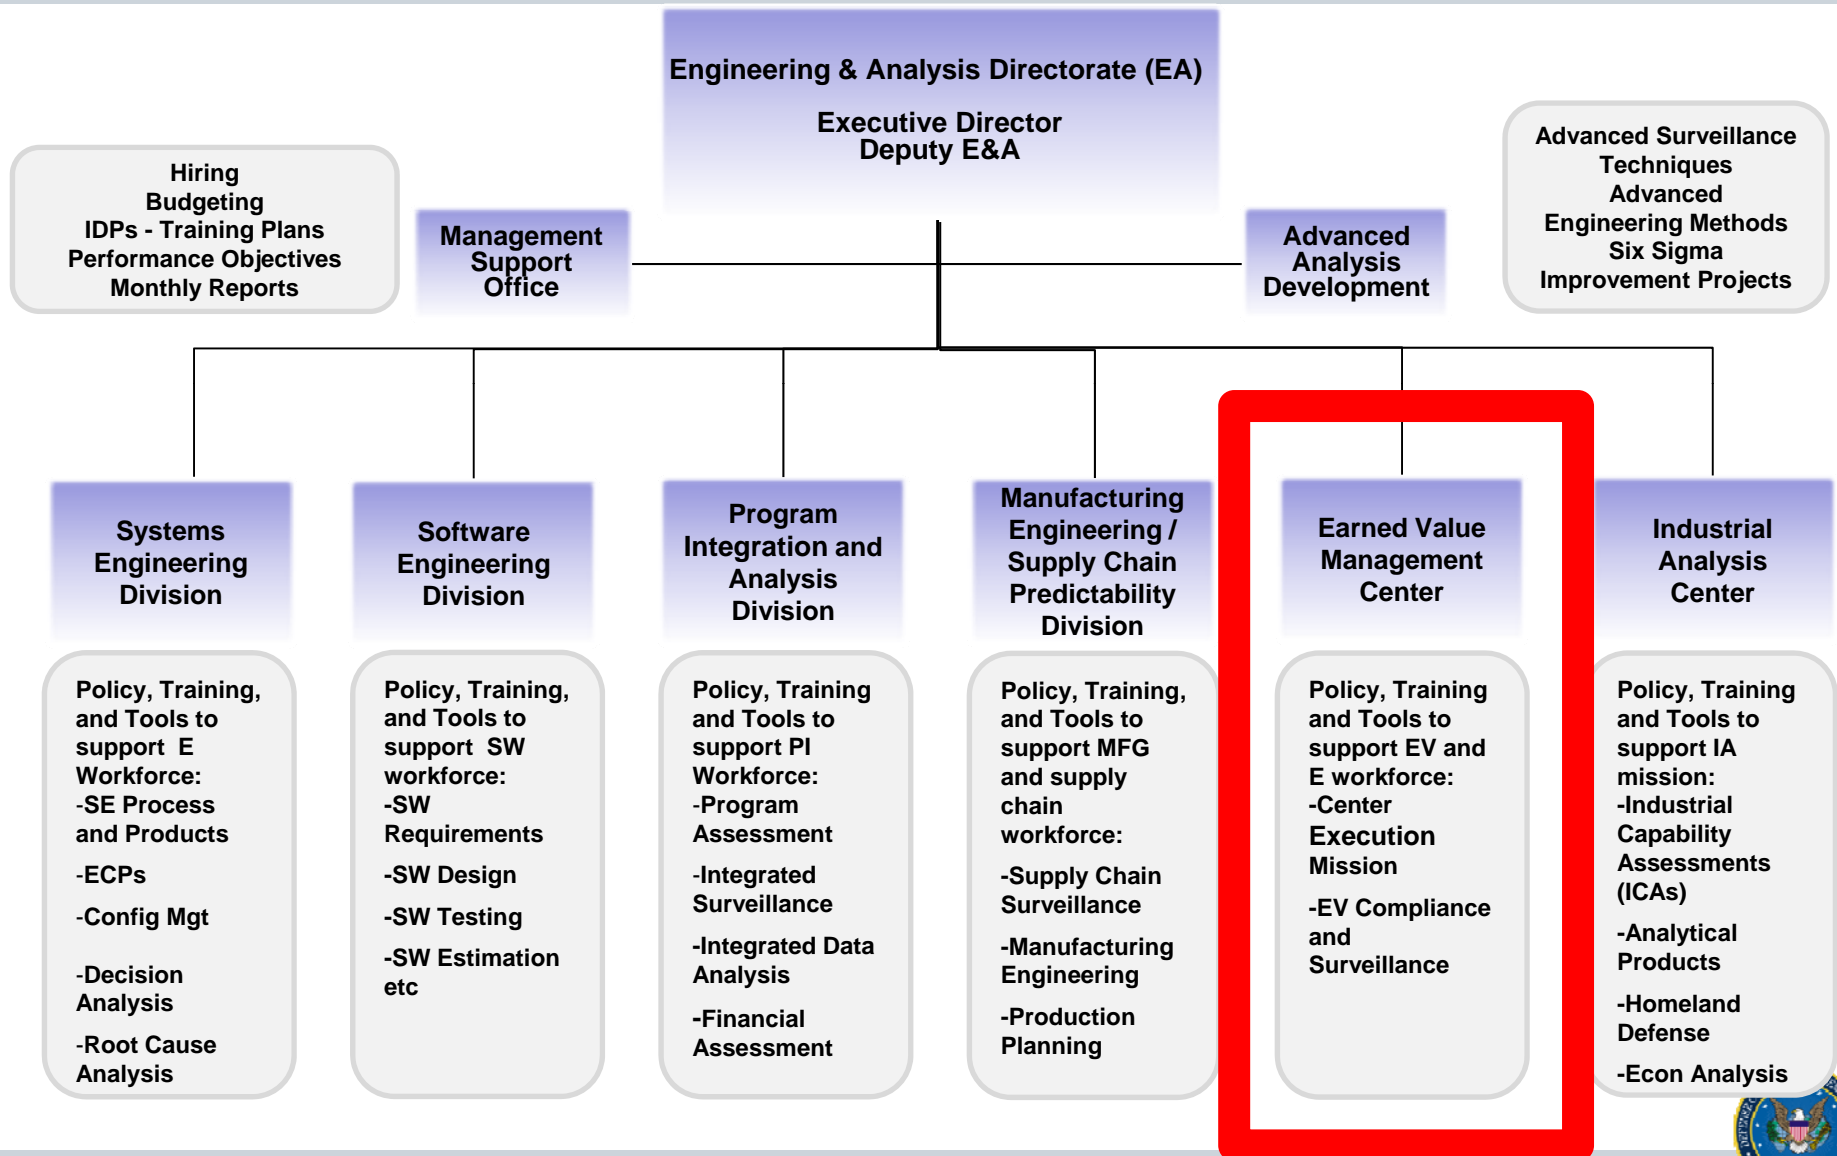 Engineering & Analysis Directorate (EA)
Executive Director
Deputy E&A
Hiring
Budgeting
IDPs - Training Plans
Performance Objectives
Monthly Reports
Management
Support
Office
Advanced
Analysis
Development
Advanced Surveillance
Techniques
Advanced
Engineering Methods
Six Sigma
Improvement Projects
Systems
Engineering
Division
Software
Engineering
Division
Program
Integration and
Analysis
Division
Manufacturing
Engineering /
Supply Chain
Predictability
Division
Earned Value
Management
Center
Industrial
Analysis
Center
Policy, Training,
and Tools to
support E
Workforce:
-SE Process
and Products
-ECPs
-Config Mgt
-Decision
Analysis
-Root Cause
Analysis
Policy, Training,
and Tools to
support SW
workforce:
-SW
Requirements
-SW Design
-SW Testing
-SW Estimation
etc
Policy, Training
and Tools to
support PI
Workforce:
-Program
Assessment
-Integrated
Surveillance
-Integrated Data
Analysis
-Financial
Assessment
Policy, Training,
and Tools to
support MFG
and supply
chain
workforce:
-Supply Chain
Surveillance
-Manufacturing
Engineering
-Production
Planning
Policy, Training
and Tools to
support EV and
E workforce:
-Center
Execution
Mission
-EV Compliance
and
Surveillance
Policy, Training
and Tools to
support IA
mission:
-Industrial
Capability
Assessments
(ICAs)
-Analytical
Products
-Homeland
Defense
-Econ Analysis